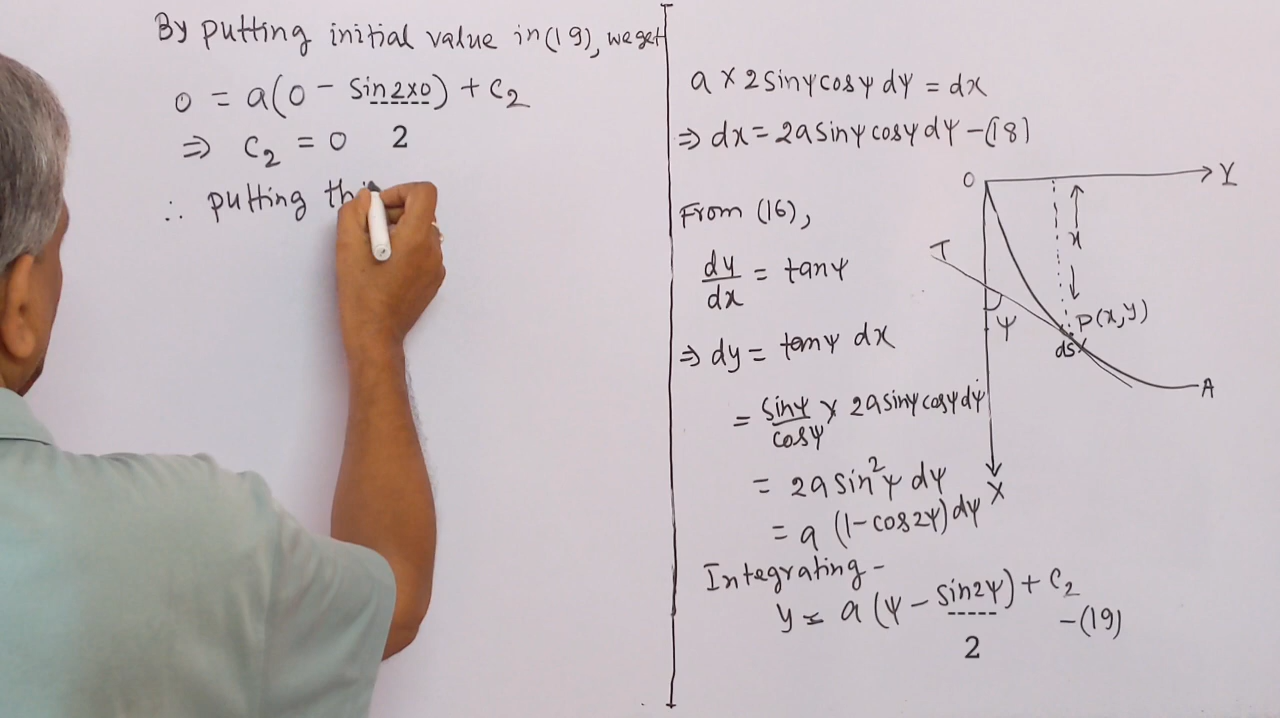 By putting initial value in (19), we get
0 = a(0 - sin2x0) + c₂
2
⇒ c₂ = 0
∴ putting thi
a × 2sinψcosψ dψ = dx
⇒ dx = 2a sinψ cosψ dψ - (18)
From (16),
dy/dx = tanψ
⇒ dy = tanψ dx
= sinψ/cosψ × 2a sinψ cosψ dψ
= 2a sin²ψ dψ
= a (1-cos2ψ) dψ
Integrating -
y = a (ψ - sin2ψ) + c₂
2
- (19)
O
Y
T
x
P(x,y)
ψ
ds
A
X